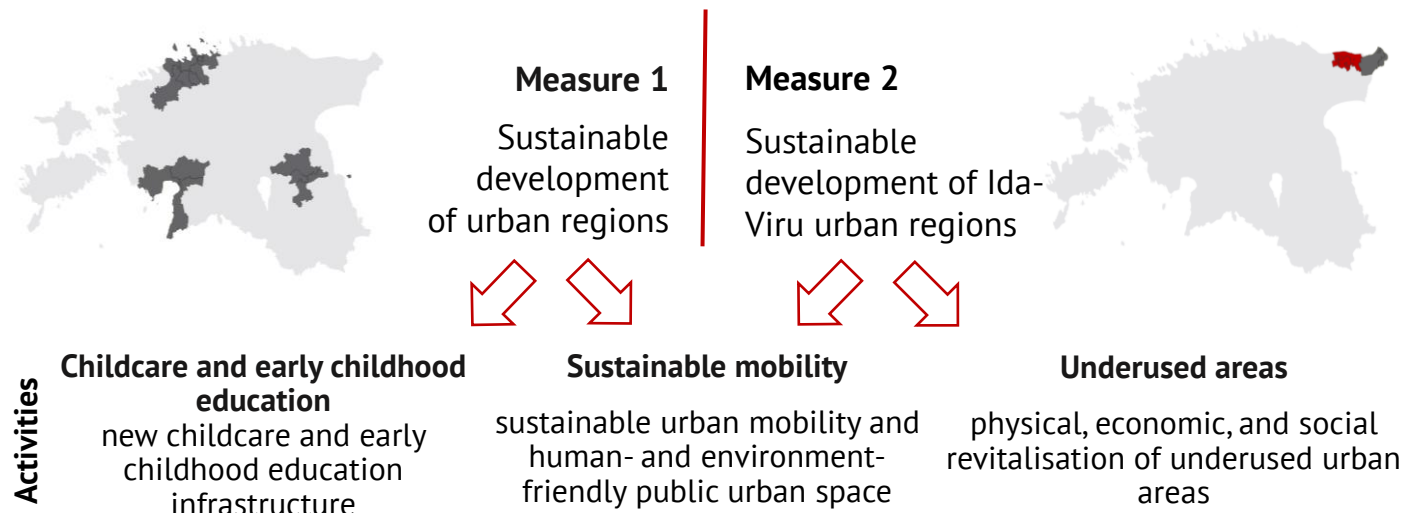 Measure 1
Sustainable
development
of urban regions
Measure 2
Sustainable
development of Ida-
Viru urban regions
Activities
Childcare and early childhood
education
new childcare and early
childhood education
infrastructure
Sustainable mobility
sustainable urban mobility and
human- and environment-
friendly public urban space
Underused areas
physical, economic, and social
revitalisation of underused urban
areas